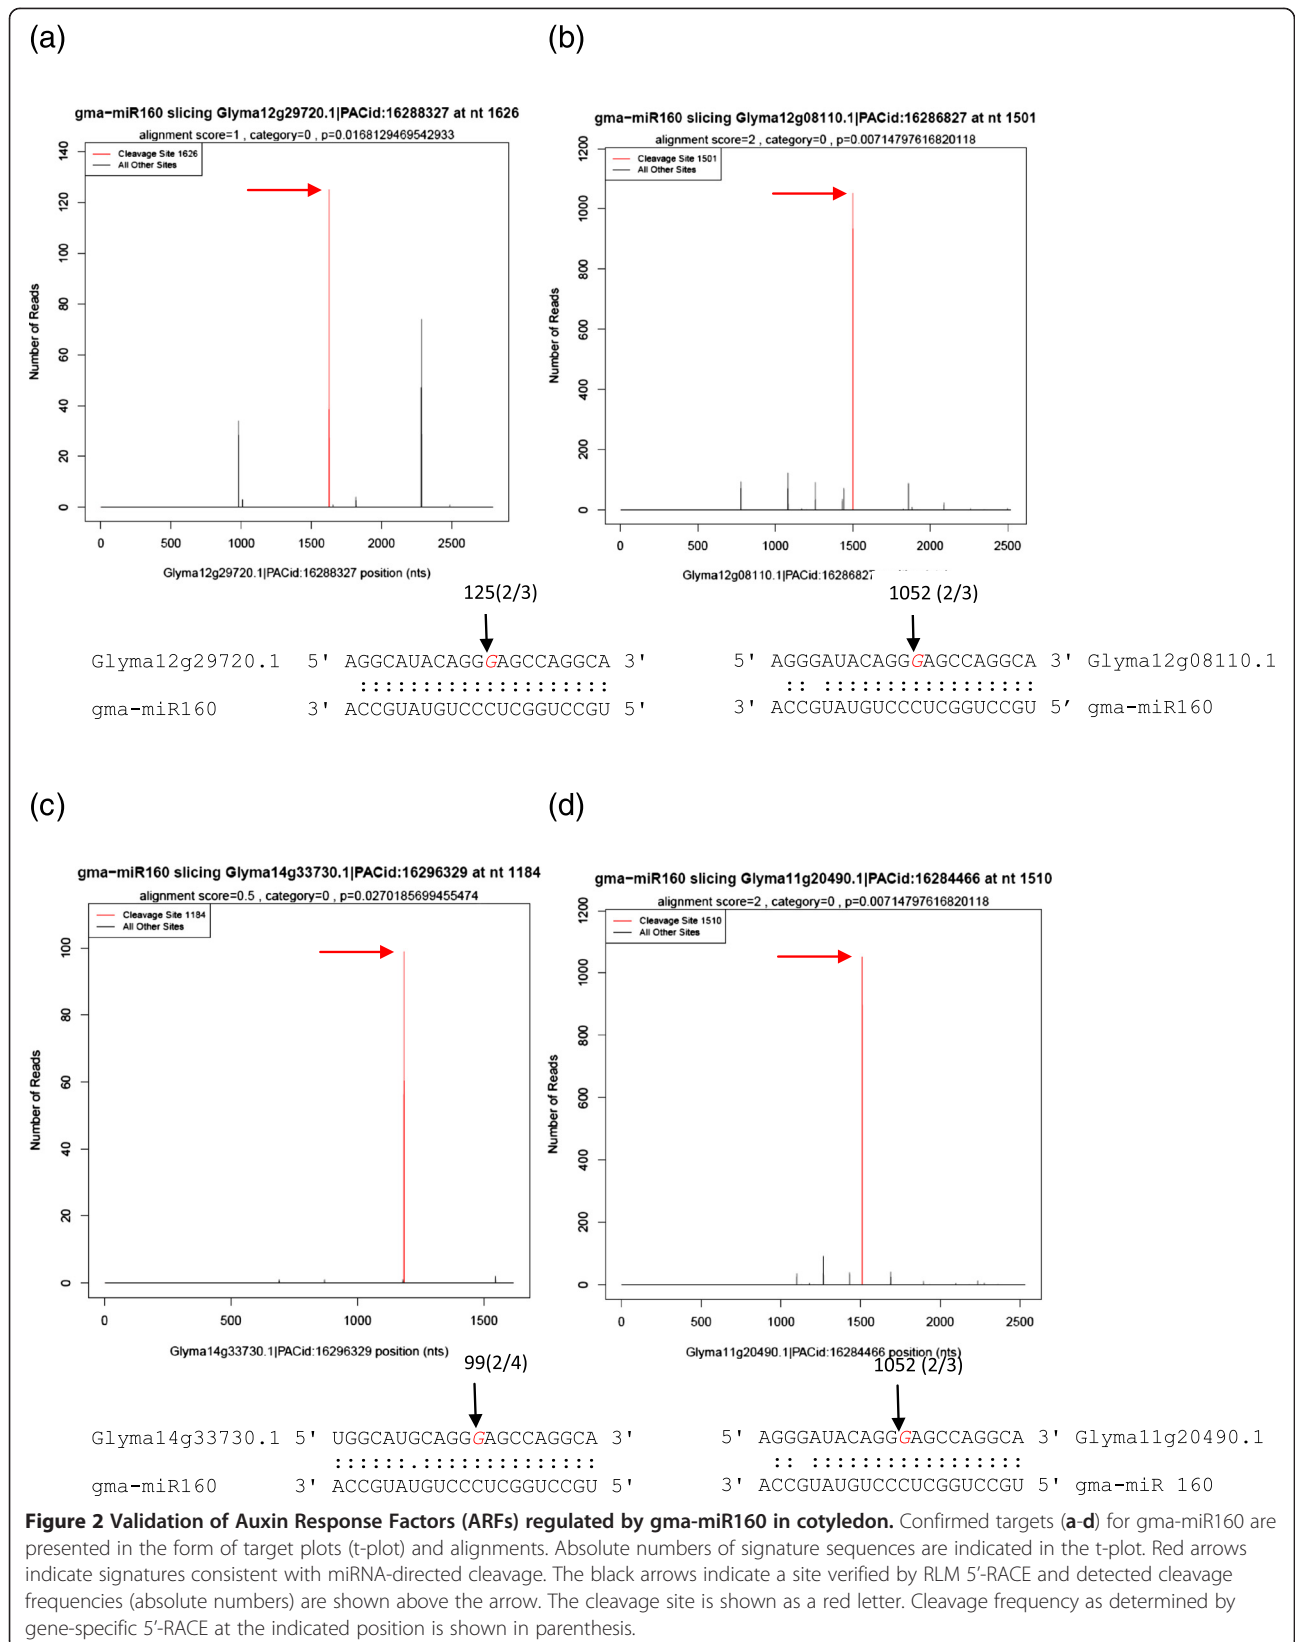 (a)
gma−miR160 slicing Glyma12g29720.1|PACid:16288327 at nt 1626
alignment score=1 , category=0 , p=0.0168129469542933
Cleavage Site 1626
All Other Sites
Number of Reads
140
120
100
80
60
40
20
0
0 500 1000 1500 2000 2500
Glyma12g29720.1|PACid:16288327 position (nts)
125(2/3)
Glyma12g29720.1 5' AGGCAUACAGGGAGCCAGGCA 3'
:::::::::::::::::::
gma-miR160 3' ACCGUAUGUCCCUCGGUCCGU 5'
(b)
gma−miR160 slicing Glyma12g08110.1|PACid:16286827 at nt 1501
alignment score=2 , category=0 , p=0.00714797616820118
Cleavage Site 1501
All Other Sites
Number of Reads
1200
1000
800
600
400
200
0
0 500 1000 1500 2000 2500
Glyma12g08110.1|PACid:16286827
1052 (2/3)
5' AGGGAUACAGGGAGCCAGGCA 3' Glyma12g08110.1
:: :::::::::::::::::
3' ACCGUAUGUCCCUCGGUCCGU 5’ gma-miR160
(c)
gma−miR160 slicing Glyma14g33730.1|PACid:16296329 at nt 1184
alignment score=0.5 , category=0 , p=0.0270185699455474
Cleavage Site 1184
All Other Sites
Number of Reads
100
80
60
40
20
0
0 500 1000 1500
Glyma14g33730.1|PACid:16296329 position (nts)
99(2/4)
Glyma14g33730.1 5' UGGCAUGCAGGGAGCCAGGCA 3'
::::::.::::::::::::::
gma-miR160 3' ACCGUAUGUCCCUCGGUCCGU 5'
(d)
gma−miR160 slicing Glyma11g20490.1|PACid:16284466 at nt 1510
alignment score=2 , category=0 , p=0.00714797616820118
Cleavage Site 1510
All Other Sites
Number of Reads
1200
1000
800
600
400
200
0
0 500 1000 1500 2000 2500
Glyma11g20490.1|PACid:16284466 position (nts)
1052 (2/3)
5' AGGGAUACAGGGAGCCAGGCA 3' Glyma11g20490.1
:: :::::::::::::::::
3' ACCGUAUGUCCCUCGGUCCGU 5' gma-miR 160
Figure 2 Validation of Auxin Response Factors (ARFs) regulated by gma-miR160 in cotyledon. Confirmed targets (a-d) for gma-miR160 are
presented in the form of target plots (t-plot) and alignments. Absolute numbers of signature sequences are indicated in the t-plot. Red arrows
indicate signatures consistent with miRNA-directed cleavage. The black arrows indicate a site verified by RLM 5’-RACE and detected cleavage
frequencies (absolute numbers) are shown above the arrow. The cleavage site is shown as a red letter. Cleavage frequency as determined by
gene-specific 5’-RACE at the indicated position is shown in parenthesis.